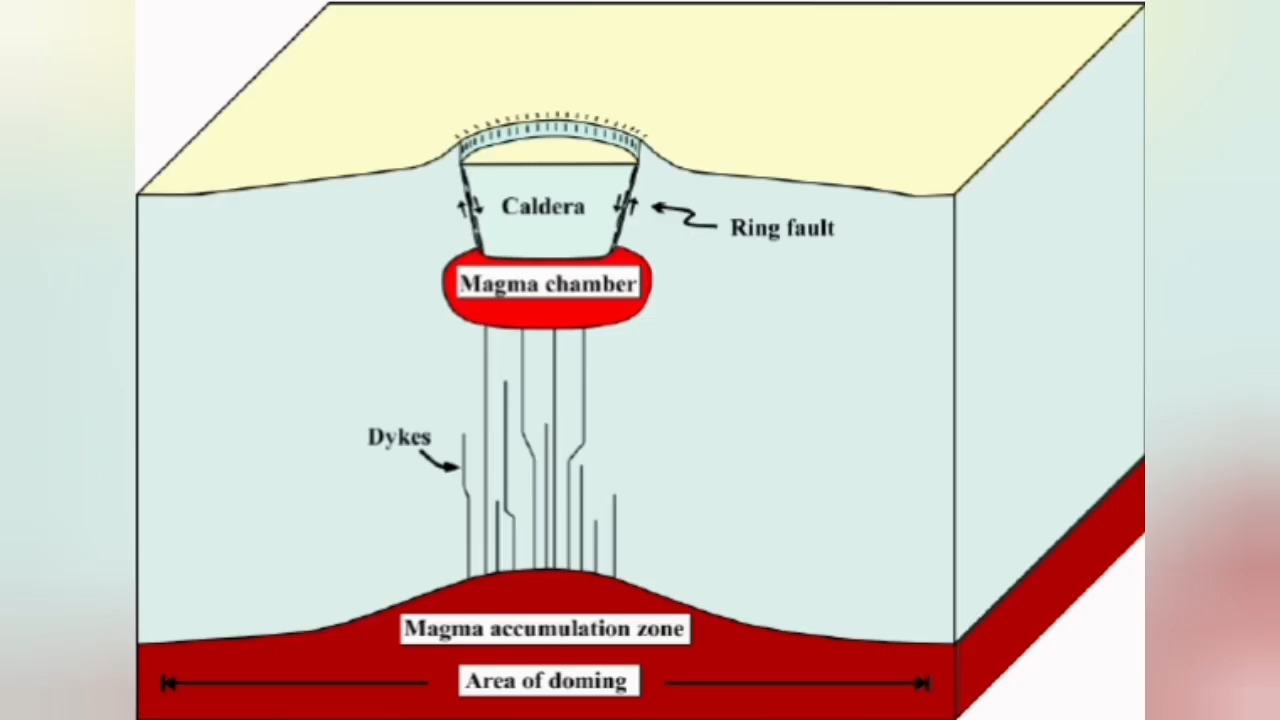 Caldera
Ring fault
Magma chamber
Dykes
Magma accumulation zone
Area of doming